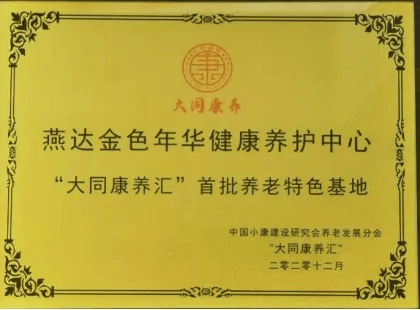 大同康养
燕达金色年华健康养护中心
“大同康养汇”首批养老特色基地
中国小康建设研究会养老发展分会
"大同康养汇"
二零二零十二月